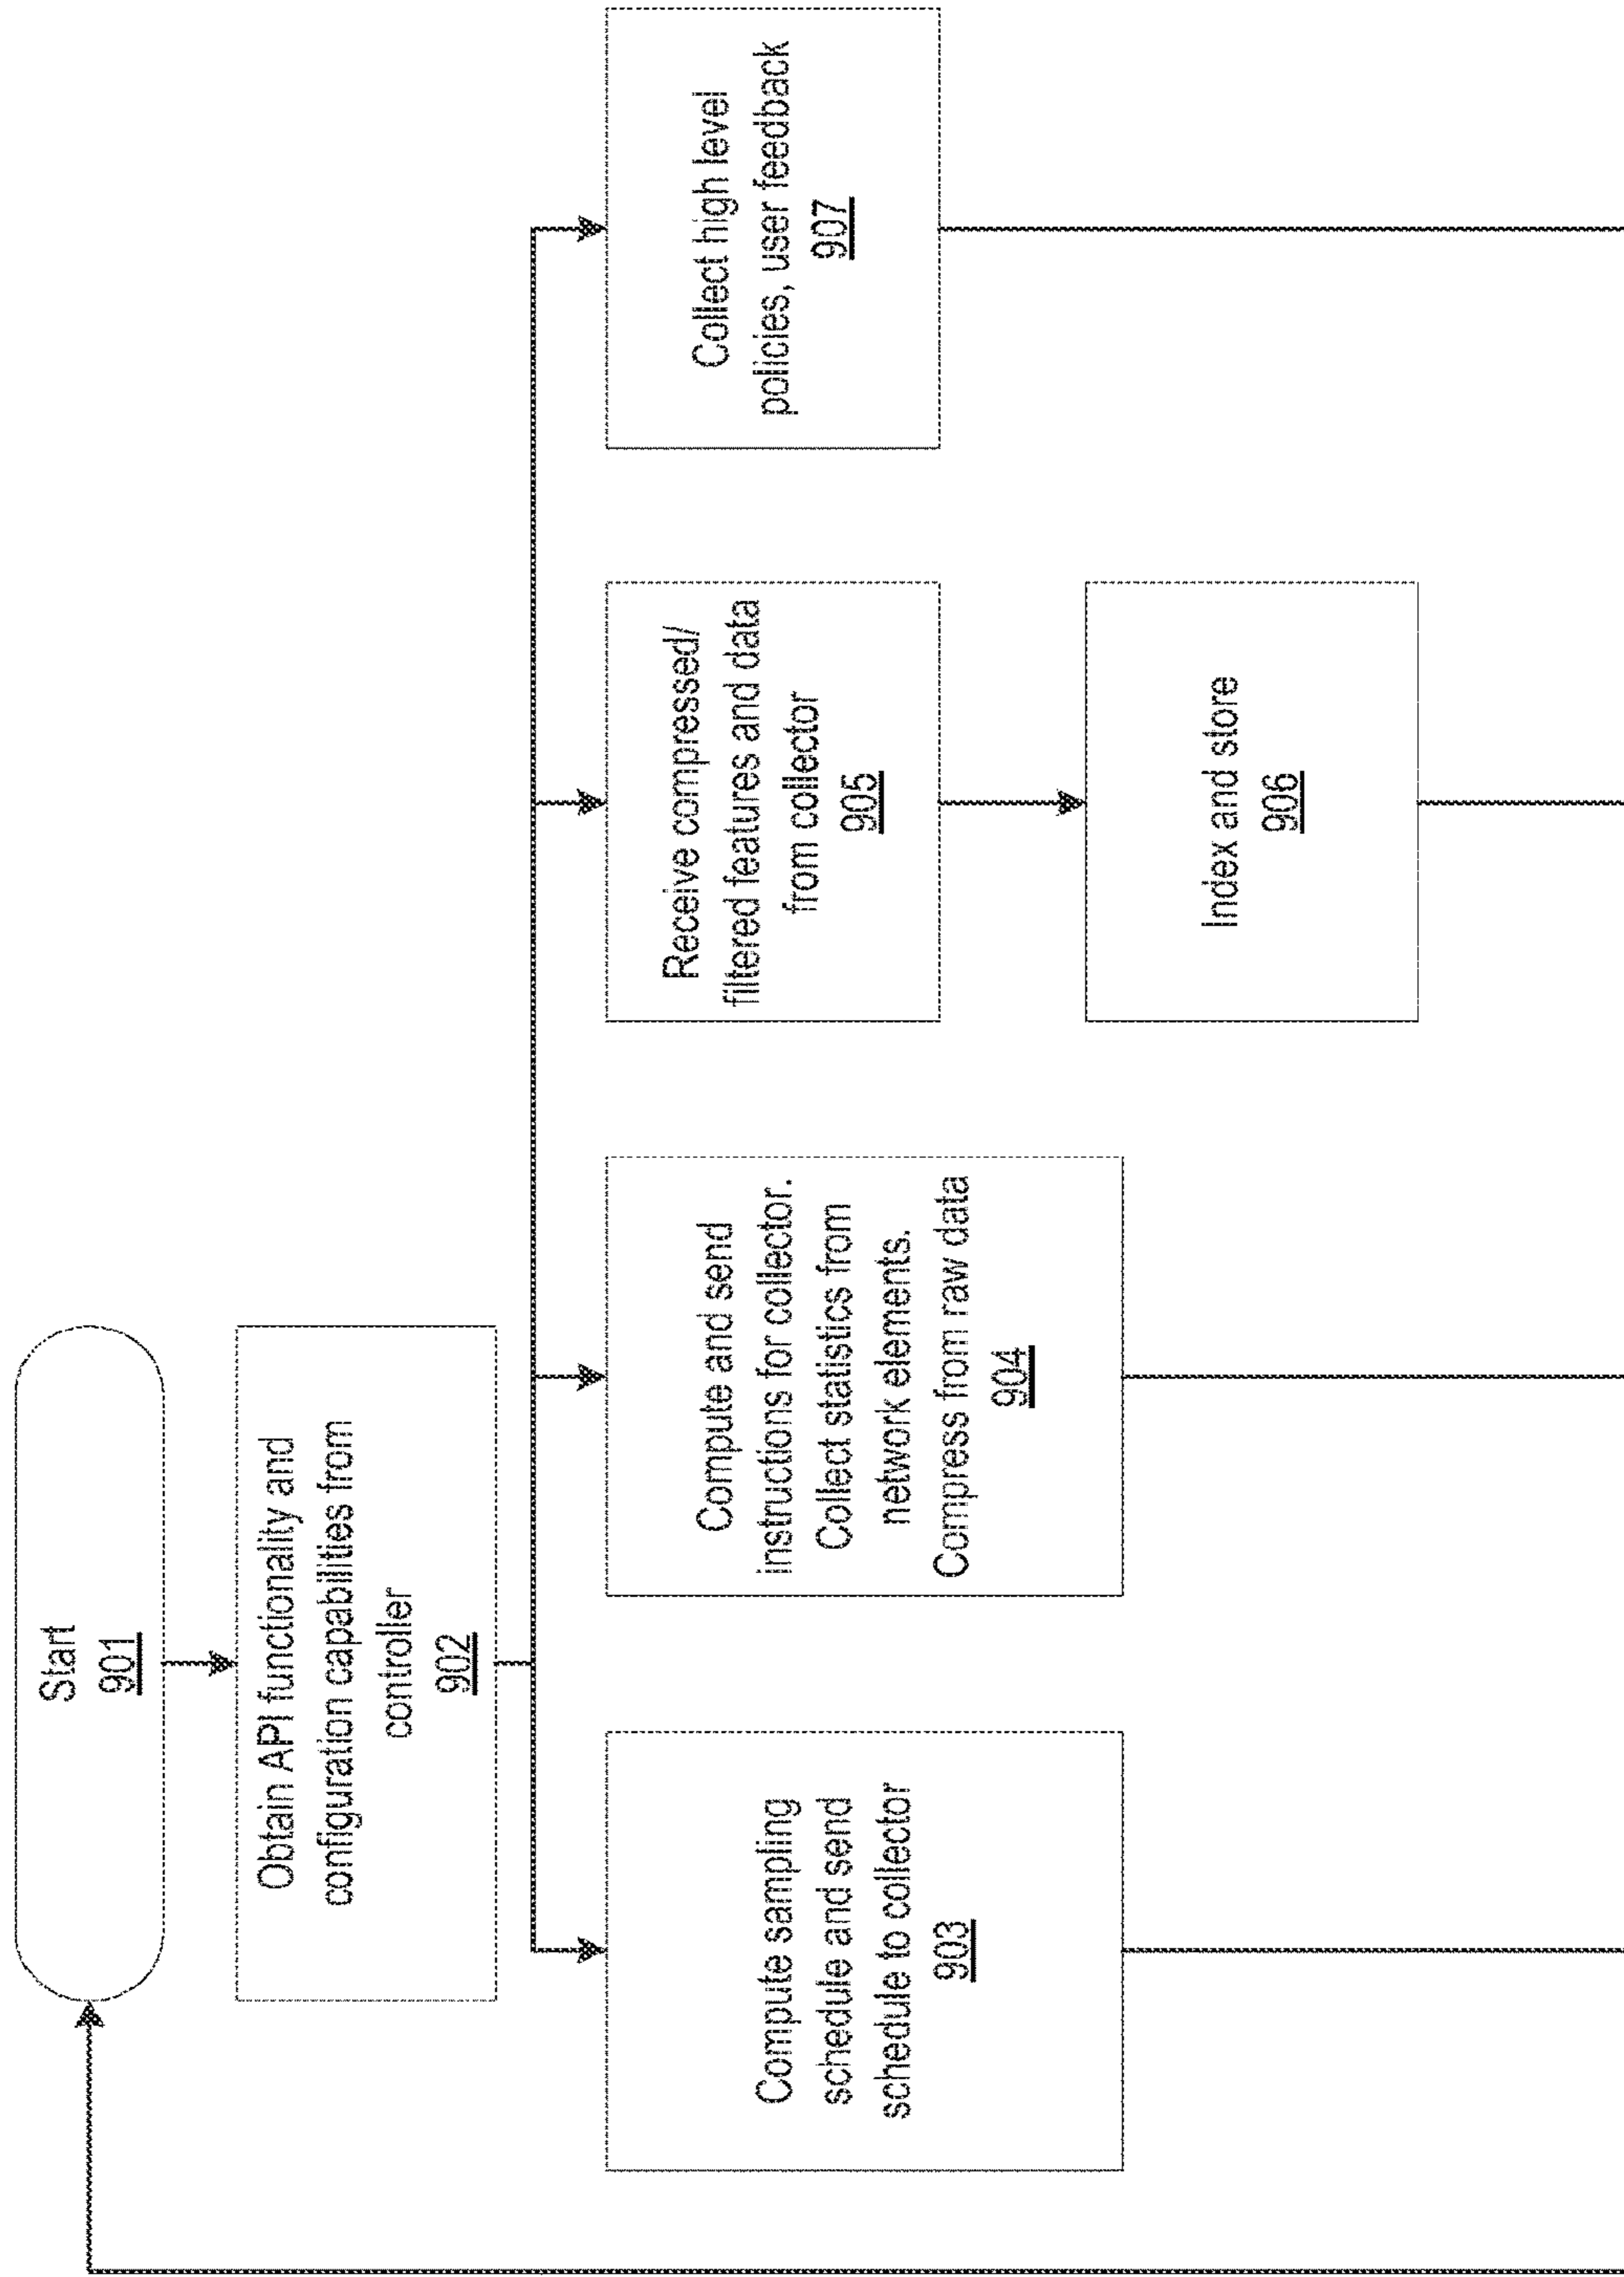 Start
901
Obtain API functionality and
configuration capabilities from
controller
902
Compute sampling
schedule and send
schedule to collector
903
Compute and send
instructions for collector.
Collect statistics from
network elements.
Compress from raw data
904
Receive compressed/
filtered features and data
from collector
905
Index and store
906
Collect high level
policies, user feedback
907